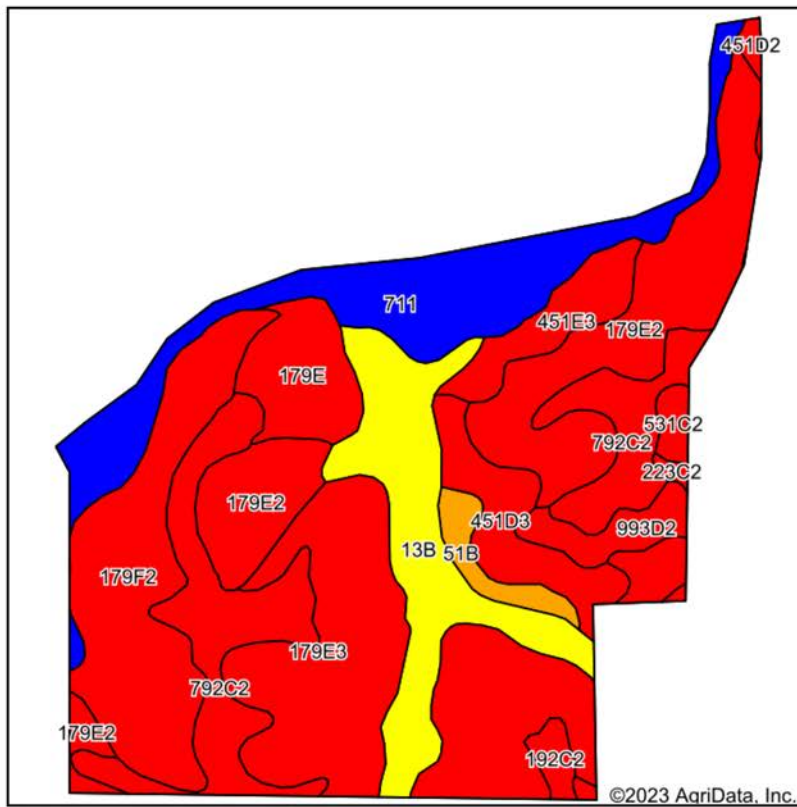 451D2
711
451E3
179E2
179E
531C2
792C2
223C2
179E2
451D3
993D2
13B
51B
179F2
179E3
792C2
179E2
192C2
©2023 AgriData, Inc.